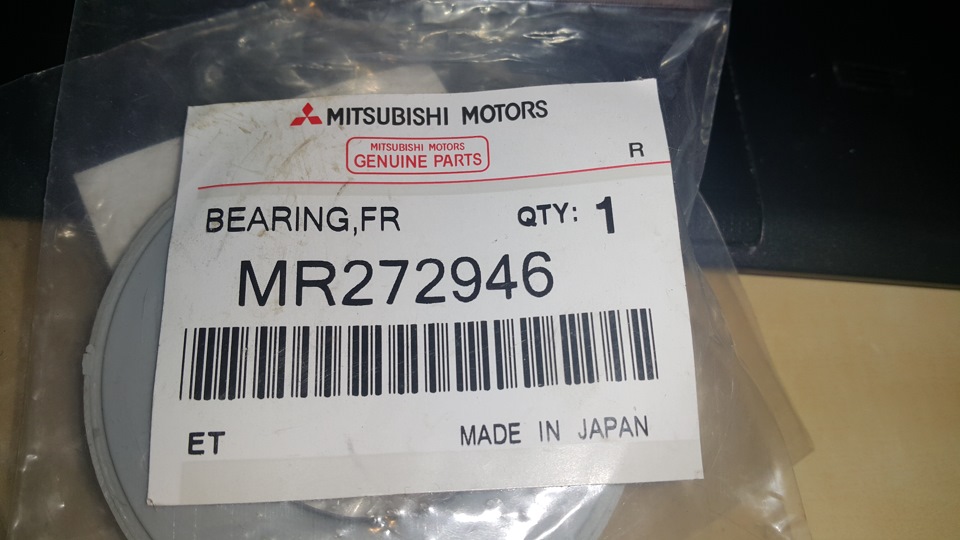 MITSUBISHI MOTORS
MITSUBISHI MOTORS
GENUINE PARTS
R
BEARING,FR QTY: 1
MR272946
ET MADE IN JAPAN